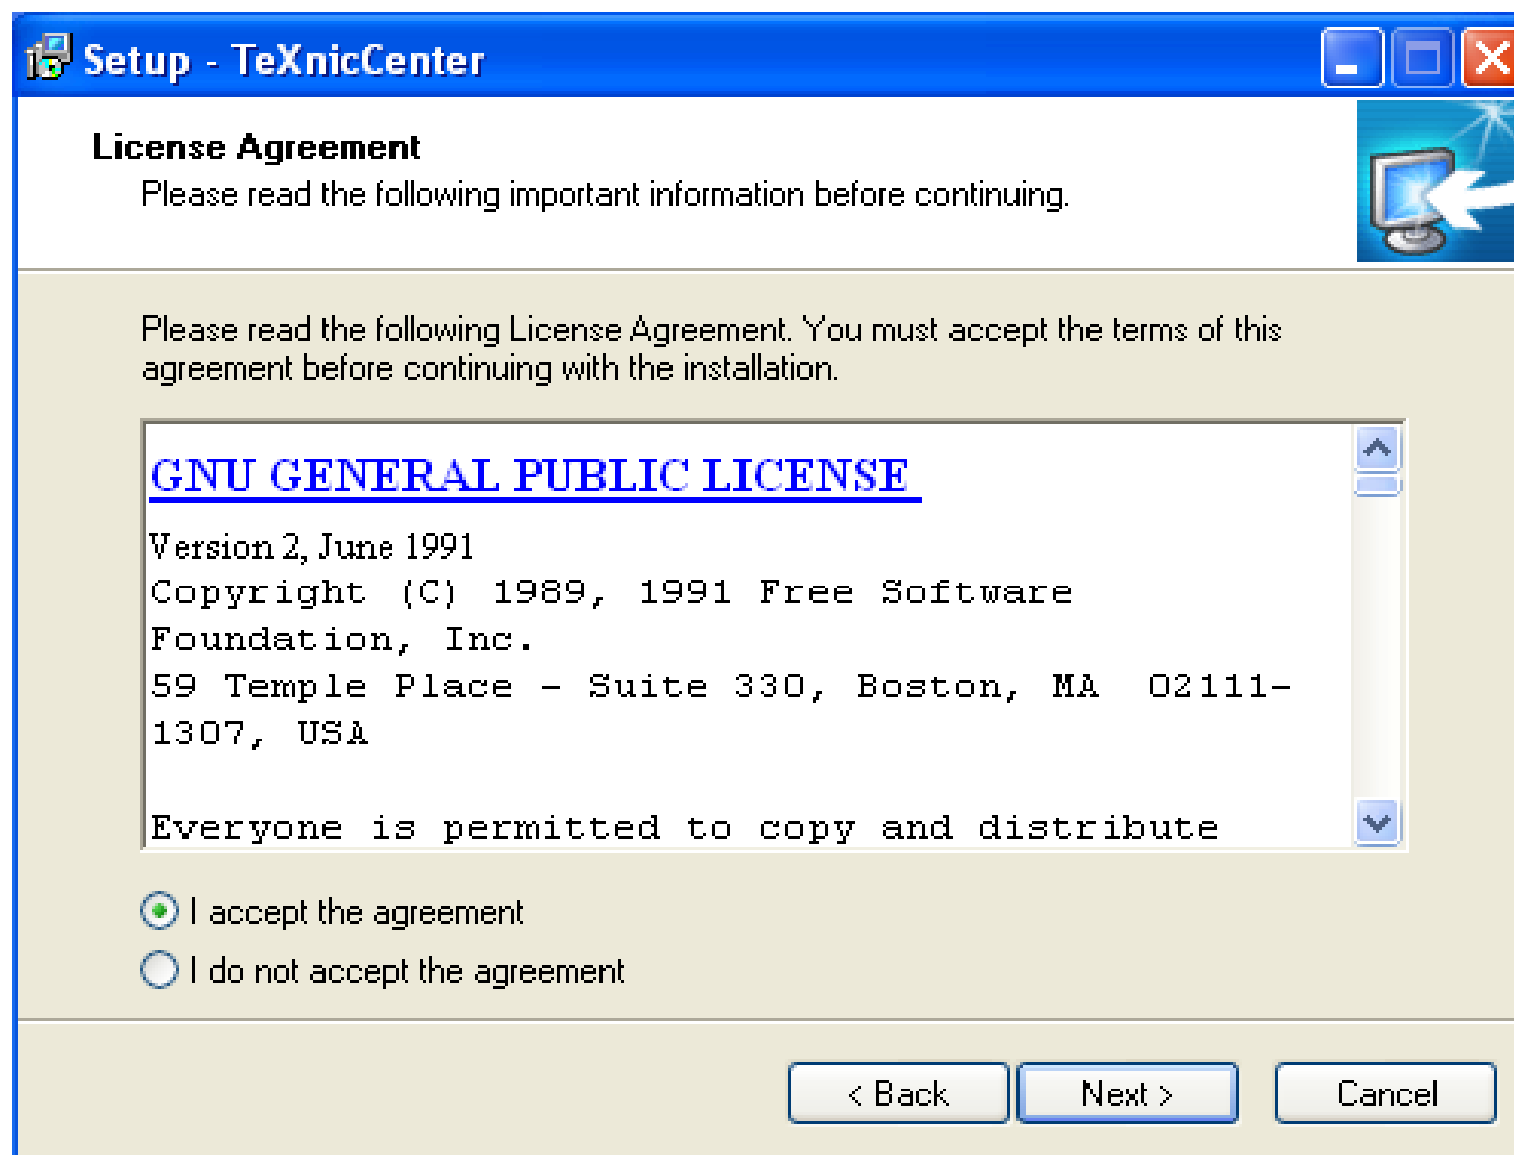 Setup - TeXnicCenter
License Agreement
Please read the following important information before continuing.
Please read the following License Agreement. You must accept the terms of this
agreement before continuing with the installation.
GNU GENERAL PUBLIC LICENSE
Version 2, June 1991
Copyright (C) 1989, 1991 Free Software
Foundation, Inc.
59 Temple Place - Suite 330, Boston, MA  02111-
1307, USA
Everyone is permitted to copy and distribute
I accept the agreement
I do not accept the agreement
< Back
Next >
Cancel